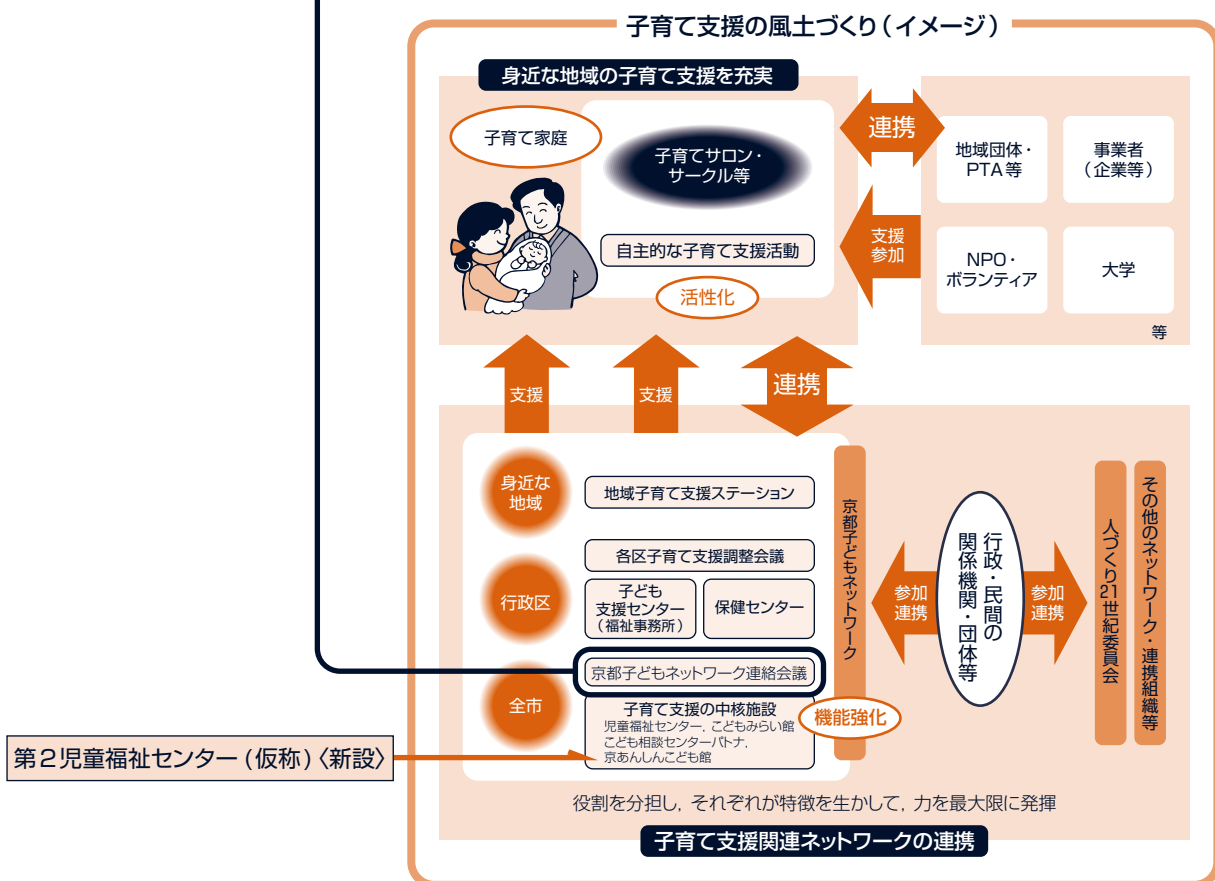 子育て支援の風土づくり（イメージ）
身近な地域の子育て支援を充実
子育て家庭
子育てサロン・
サークル等
自主的な子育て支援活動
活性化
連携
支援
参加
地域団体・
PTA等
事業者
（企業等）
NPO・
ボランティア
大学
等
支援
支援
連携
身近な
地域
地域子育て支援ステーション
行政区
各区子育て支援調整会議
子ども
支援センター
（福祉事務所）
保健センター
全市
京都子どもネットワーク連絡会議
子育て支援の中核施設
児童福祉センター，こどもみらい館
こども相談センターパトナ，
京あんしんこども館
京都子どもネットワーク
機能強化
参加
連携
行政・民間の
関係機関・団体等
参加
連携
人づくり21世紀委員会
その他のネットワーク・連携組織等
第2児童福祉センター（仮称）〈新設〉
役割を分担し，それぞれが特徴を生かして，力を最大限に発揮
子育て支援関連ネットワークの連携